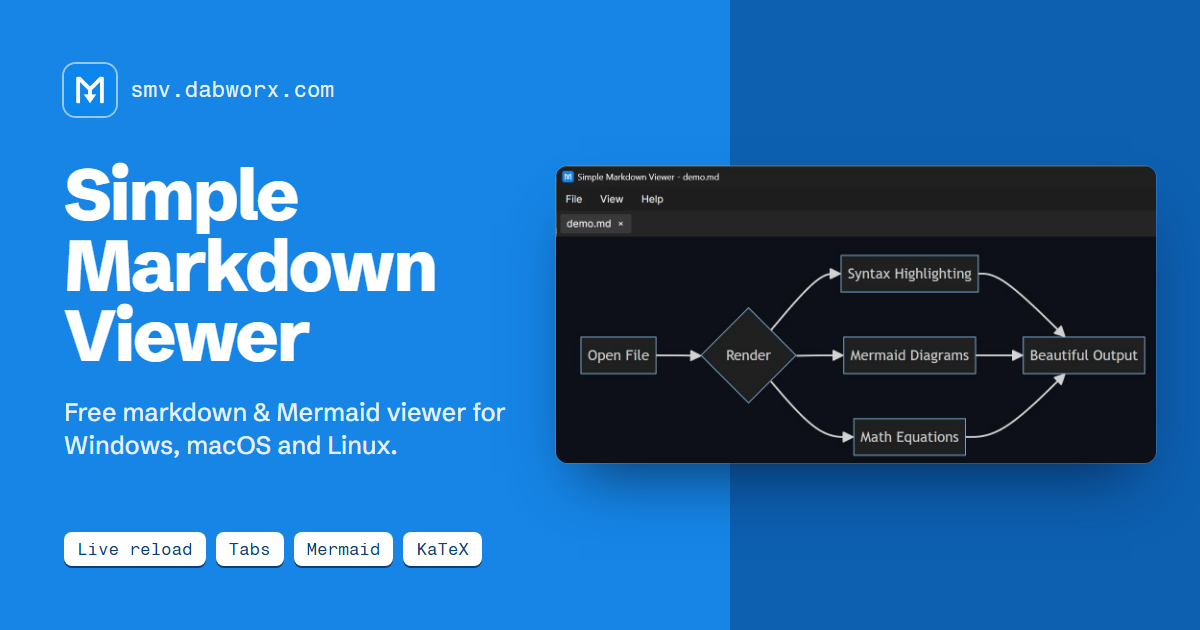 smv.dabworx.com
Simple
Markdown
Viewer
Free markdown & Mermaid viewer for
Windows, macOS and Linux.
Live reload
Tabs
Mermaid
KaTeX
Simple Markdown Viewer - demo.md
File View Help
demo.md ×
Syntax Highlighting
Open File
Render
Mermaid Diagrams
Beautiful Output
Math Equations